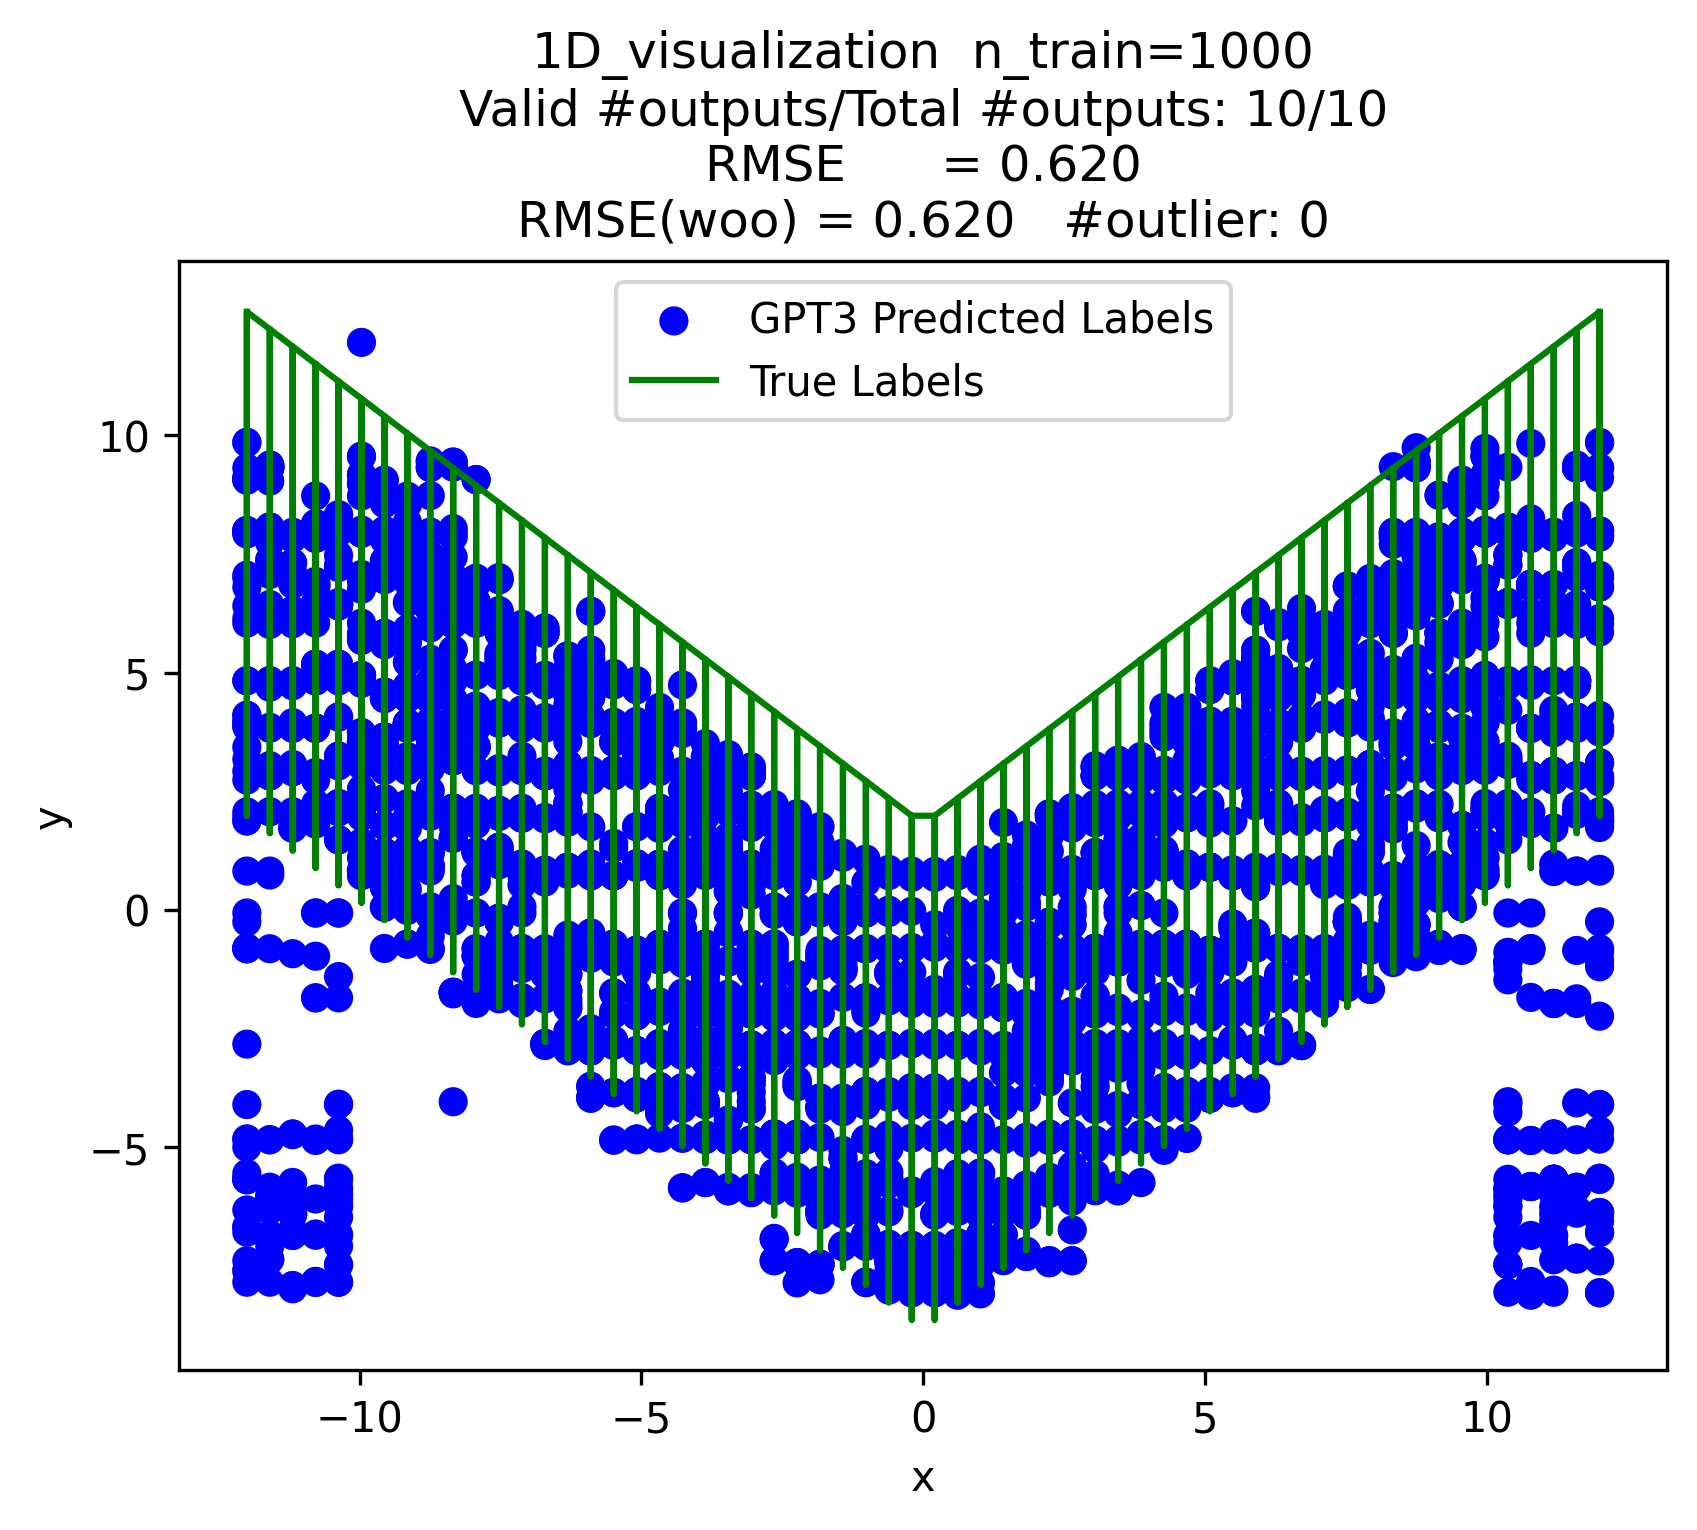 1D_visualization  n_train=1000
Valid #outputs/Total #outputs: 10/10
RMSE      = 0.620
RMSE(woo) = 0.620   #outlier: 0
GPT3 Predicted Labels
True Labels
10
5
0
−5
y
−10
−5
0
5
10
x